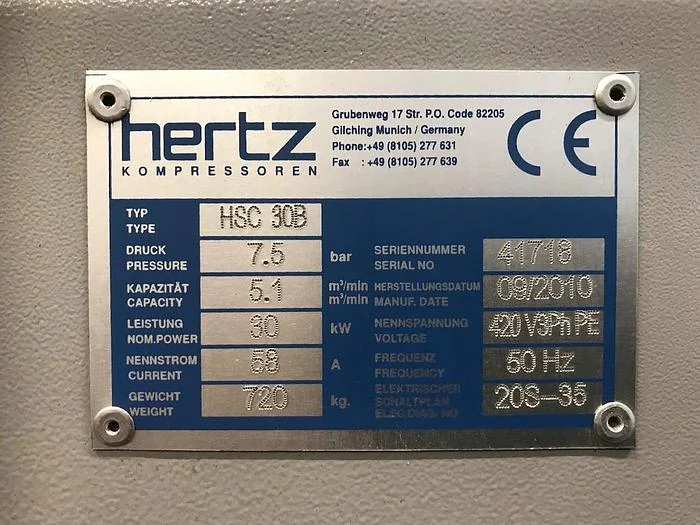 hertz
KOMPRESSOREN
Grubenweg 17 Str. P.O. Code 82205
Gilching Munich / Germany
Phone:+49 (8105) 277 631
Fax : +49 (8105) 277 639
CE
TYP
TYPE HSC 30B
DRUCK
PRESSURE 7.5 bar
KAPAZITÄT m³/min
CAPACITY 5.1 m³/min
LEISTUNG
NOM.POWER 30 kW
NENNSTROM
CURRENT 58 A
GEWICHT
WEIGHT 720 kg.
SERIENNUMMER
SERIAL NO 41718
HERSTELLUNGSDATUM
MANUF. DATE 09/2010
NENNSPANNUNG
VOLTAGE 420 V3Ph PE
FREQUENZ
FREQUENCY 50 Hz
ELEKTRISCHER
SCHALTPLAN
ELEC.DIAG. NO 20S-35